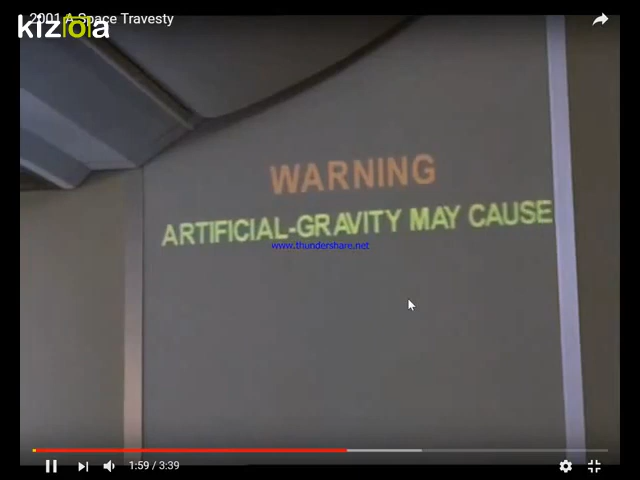 2001 A Space Travesty
kizoa
WARNING
ARTIFICIAL-GRAVITY MAY CAUSE
www.thundershare.net
1:59 / 3:39